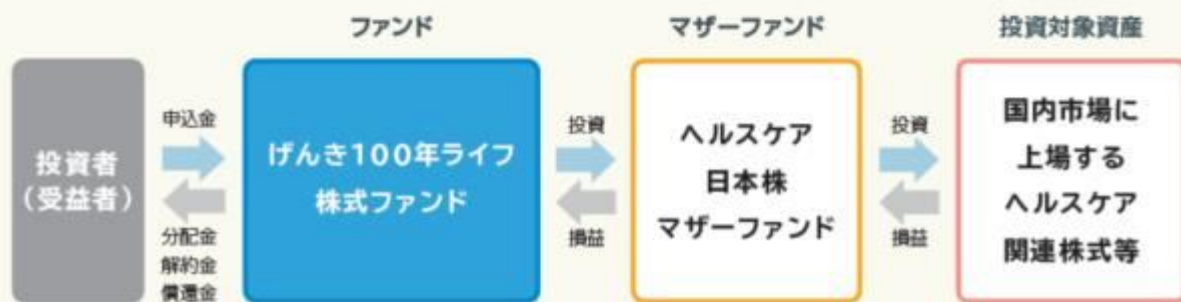 ファンド
マザーファンド
投資対象資産
投資者
(受益者)
申込金
分配金
解約金
償還金
げんき100年ライフ
株式ファンド
投資
損益
ヘルスケア
日本株
マザーファンド
投資
損益
国内市場に
上場する
ヘルスケア
関連株式等